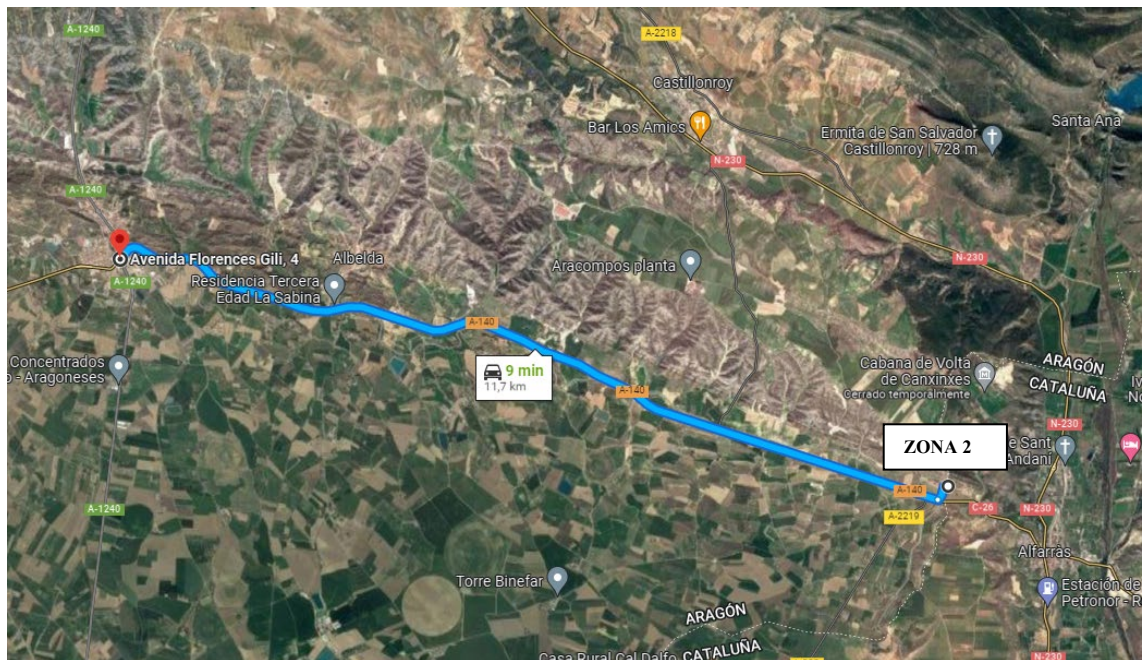 A-1240
A-2218
Castillonroy
Bar Los Amics
Ermita de San Salvador
Castillonroy | 728 m
Santa Ana
N-230
A-1240
Avenida Florences Gili, 4
Albelda
A-1240
Residencia Tercera
Edad La Sabina
Aracompos planta
N-230
A-140
9 min
11,7 km
Concentrados
- Aragoneses
A-140
Cabana de Volta
de Canxinxes
Cerrado temporalmente
ARAGÓN
CATALUÑA
N-230
ZONA 2
de Sant
Andani
A-140
A-2219
C-26
N-230
A-1240
Alfarràs
Torre Binefar
Estación de
Petronor - R
ARAGÓN
CATALUÑA
Casa Rural Cal Dalfo
N-230